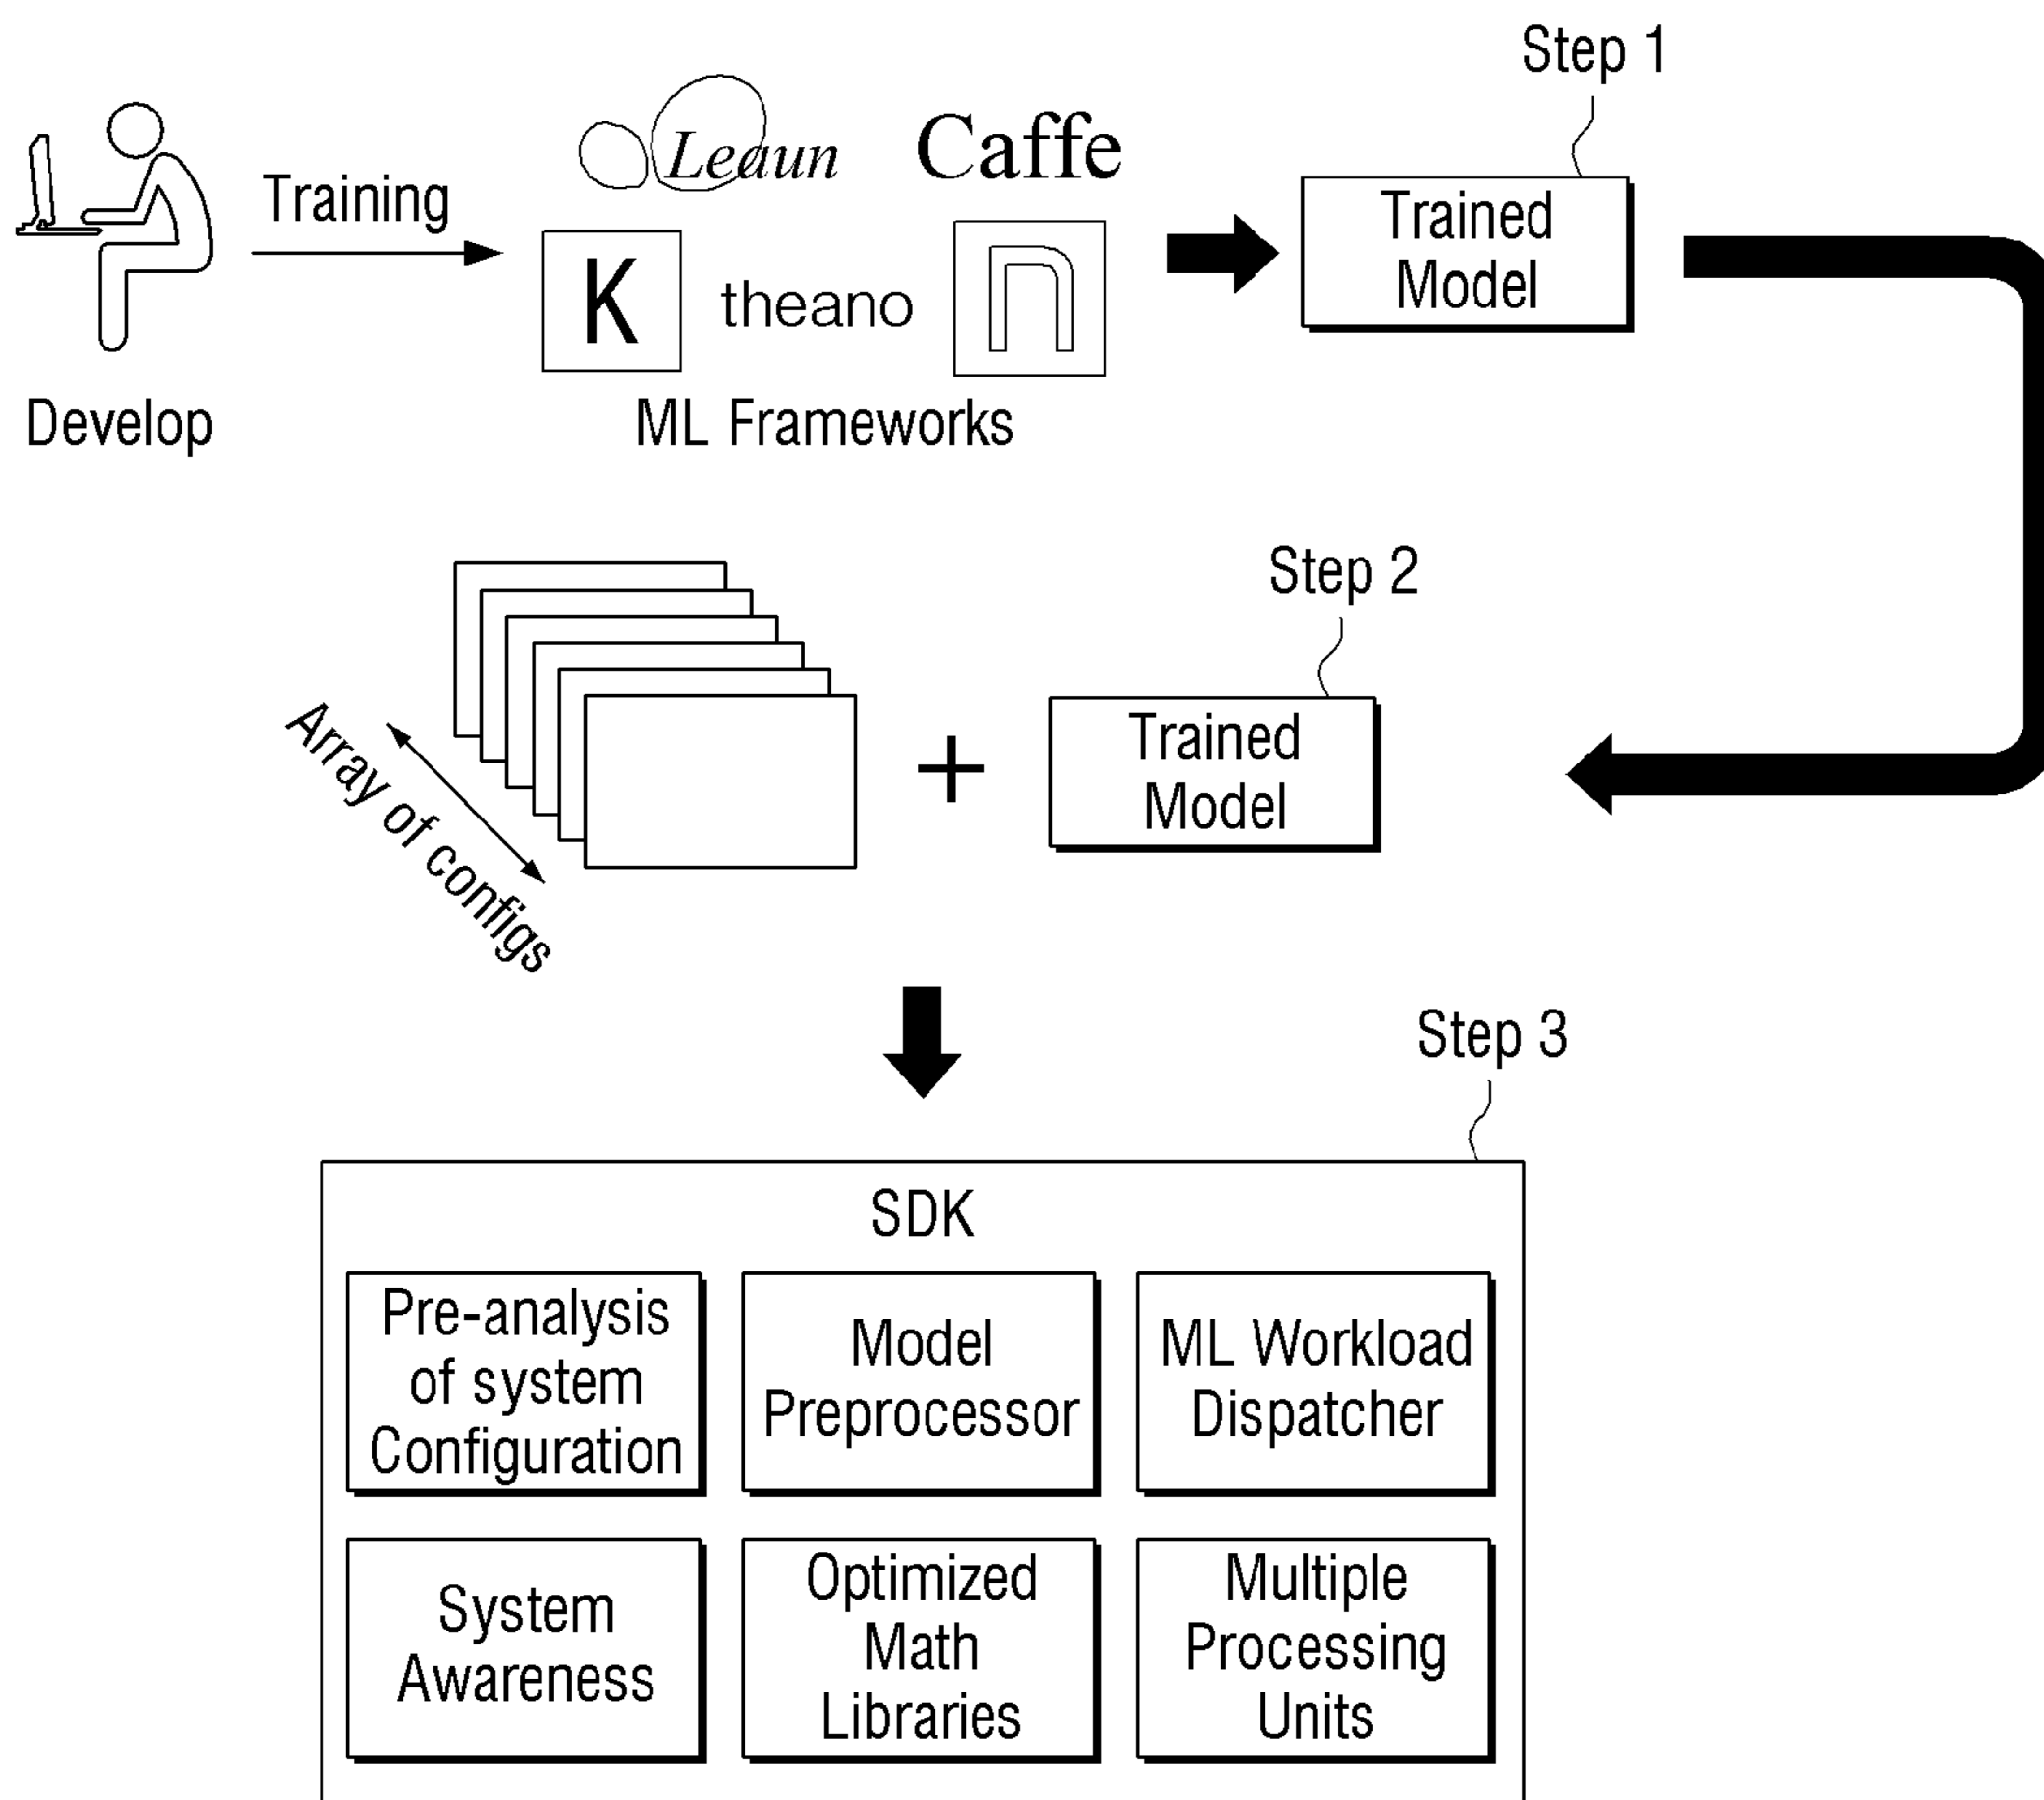 Step 1
Leaun
Caffe
Training
K
theano
Trained
Model
Develop
ML Frameworks
Step 2
Array of configs
+
Trained
Model
Step 3
SDK
Pre-analysis
of system
Configuration
Model
Preprocessor
ML Workload
Dispatcher
System
Awareness
Optimized
Math
Libraries
Multiple
Processing
Units